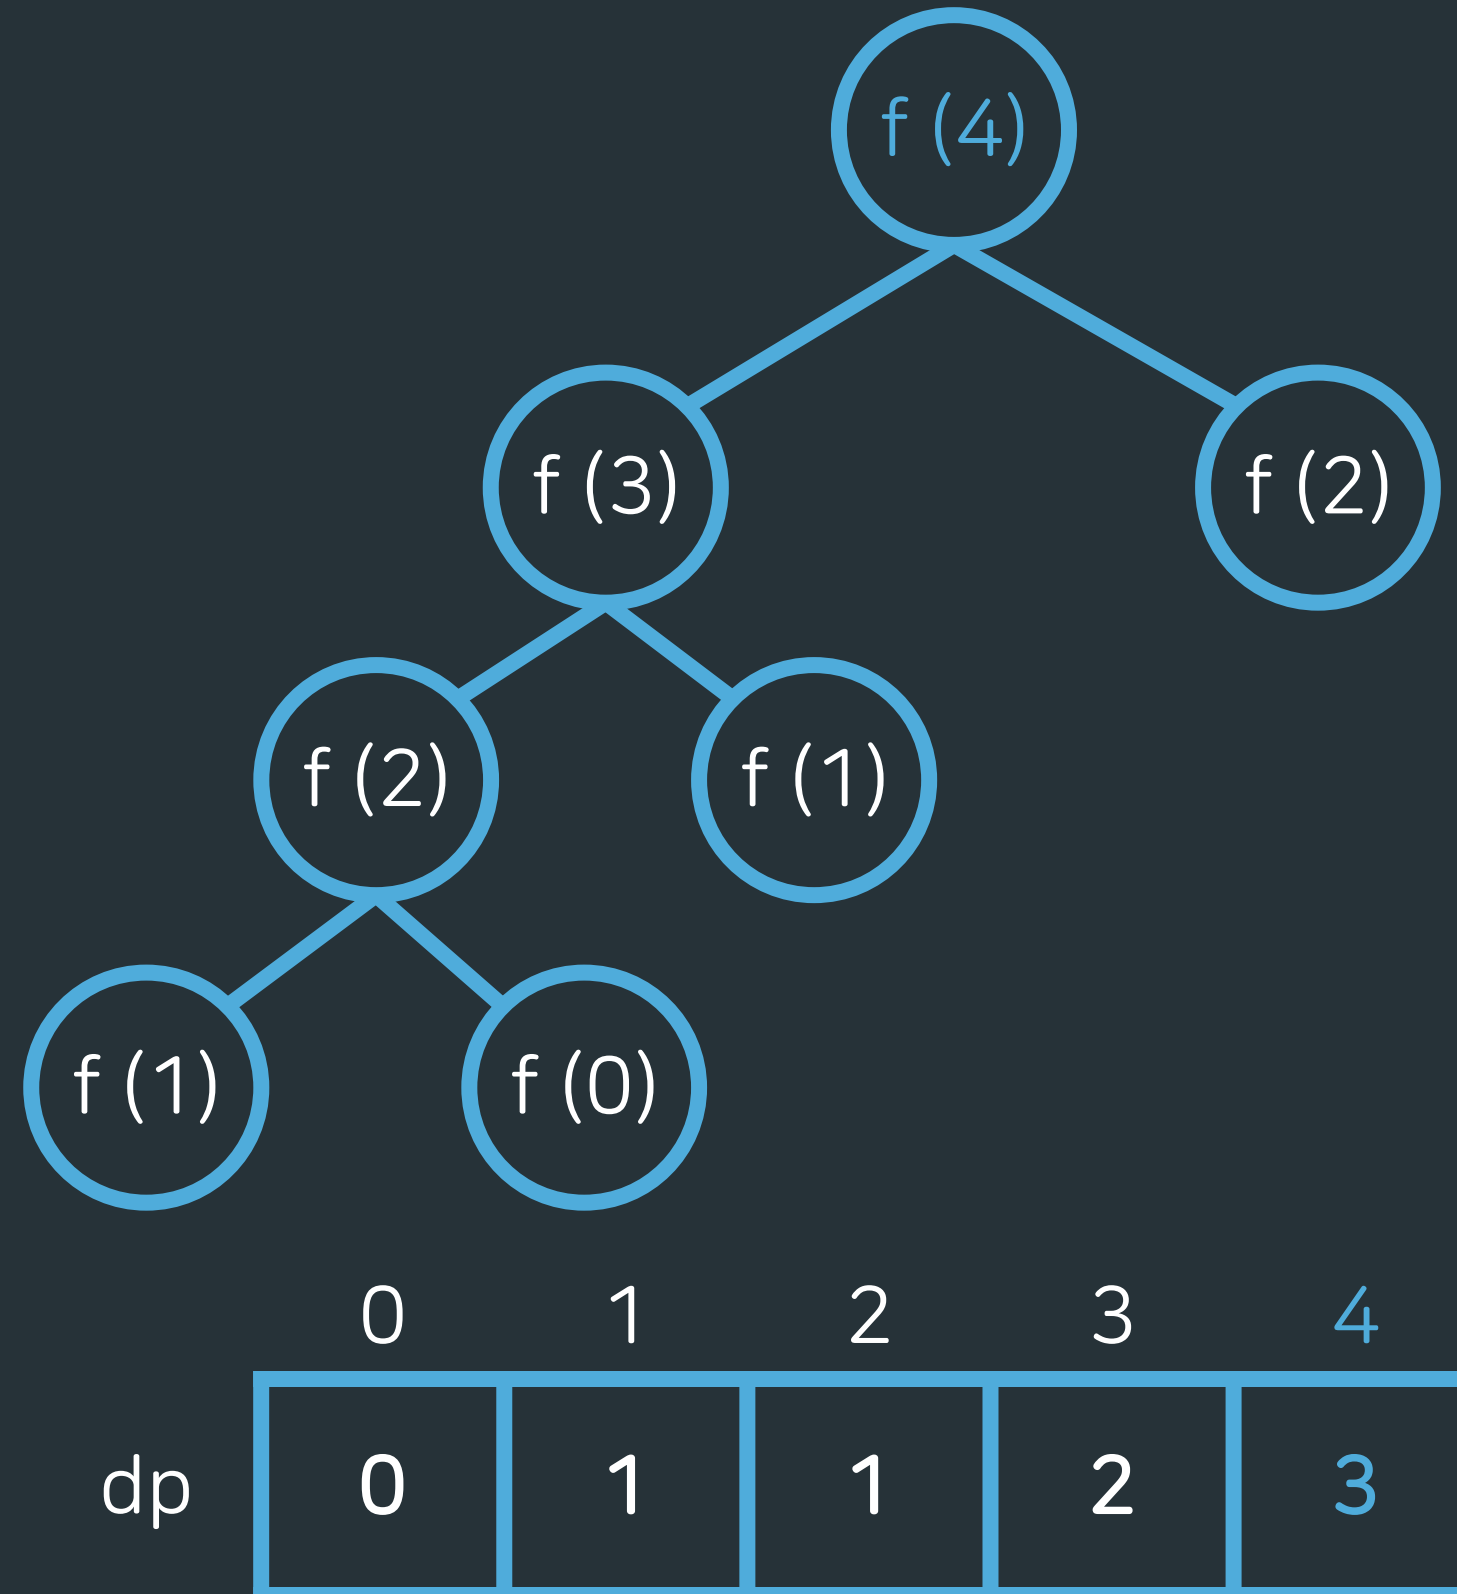 f (4)
f (3) f (2)
f (2) f (1)
f (1) f (0)
0 1 2 3 4
dp 0 1 1 2 3